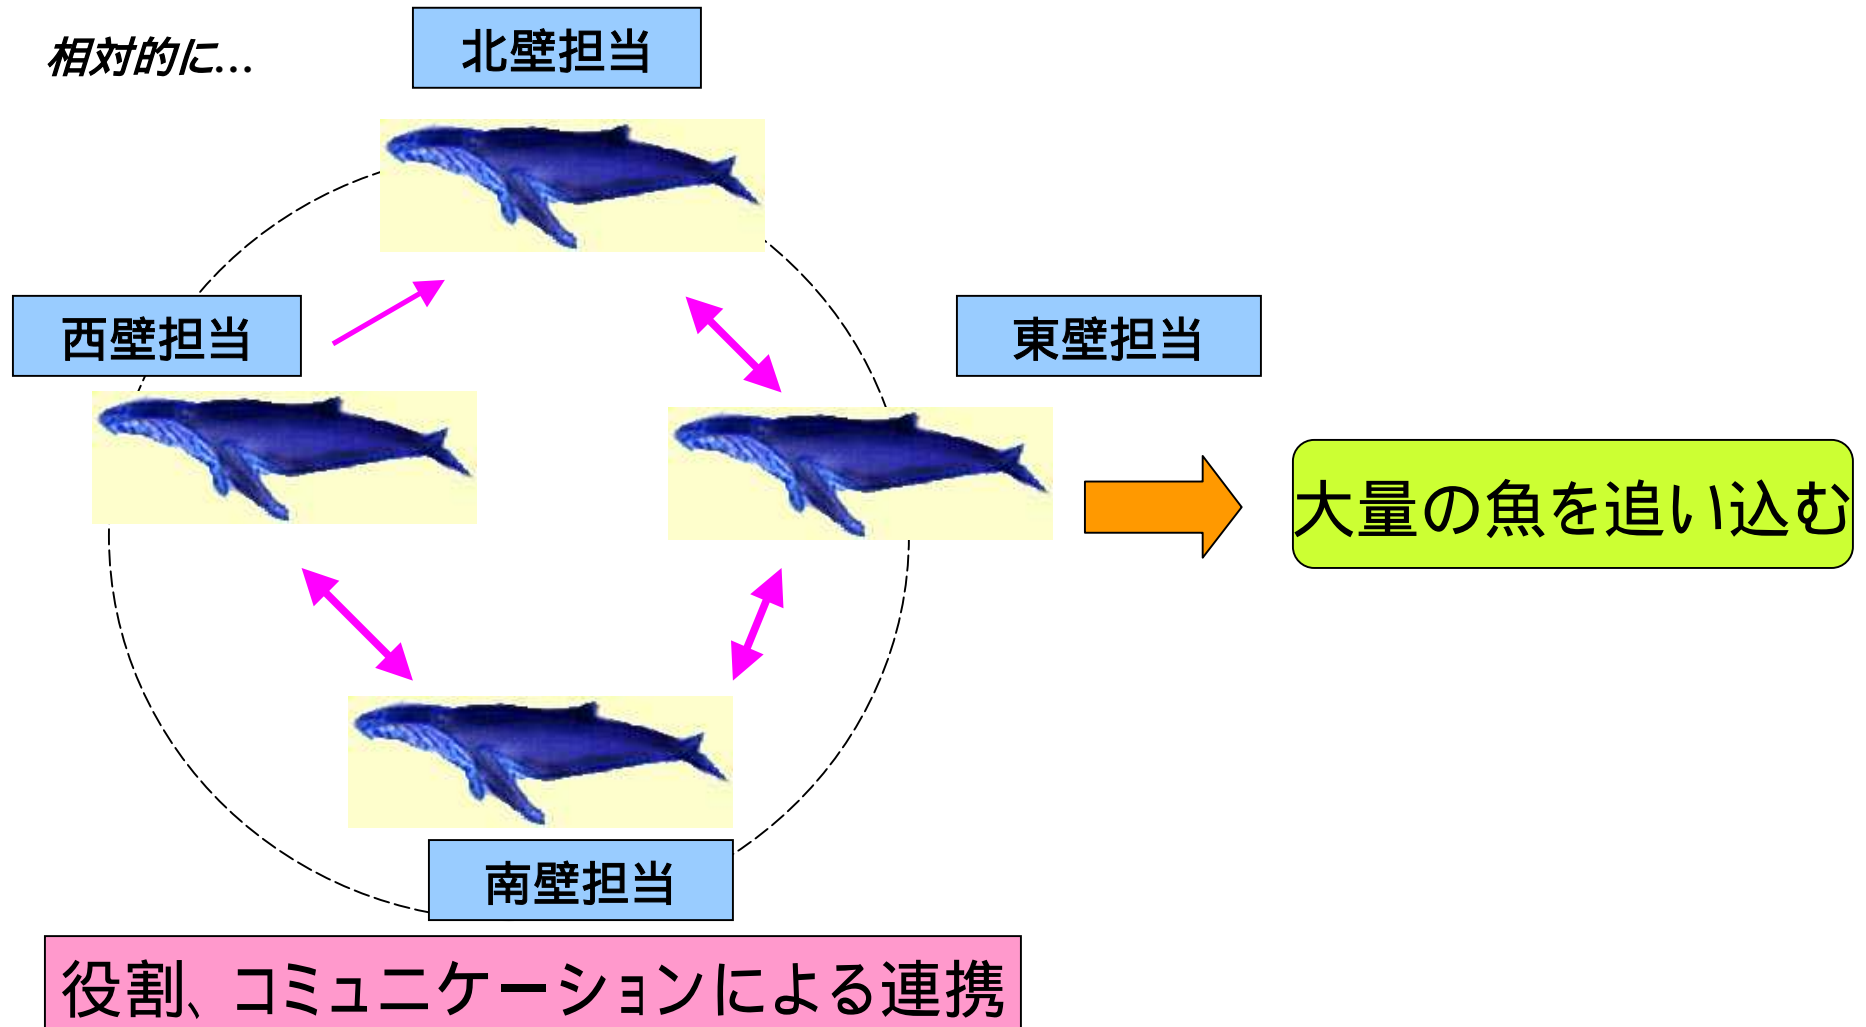 相対的に…
北壁担当
西壁担当
東壁担当
大量の魚を追い込む
南壁担当
役割、コミュニケーションによる連携